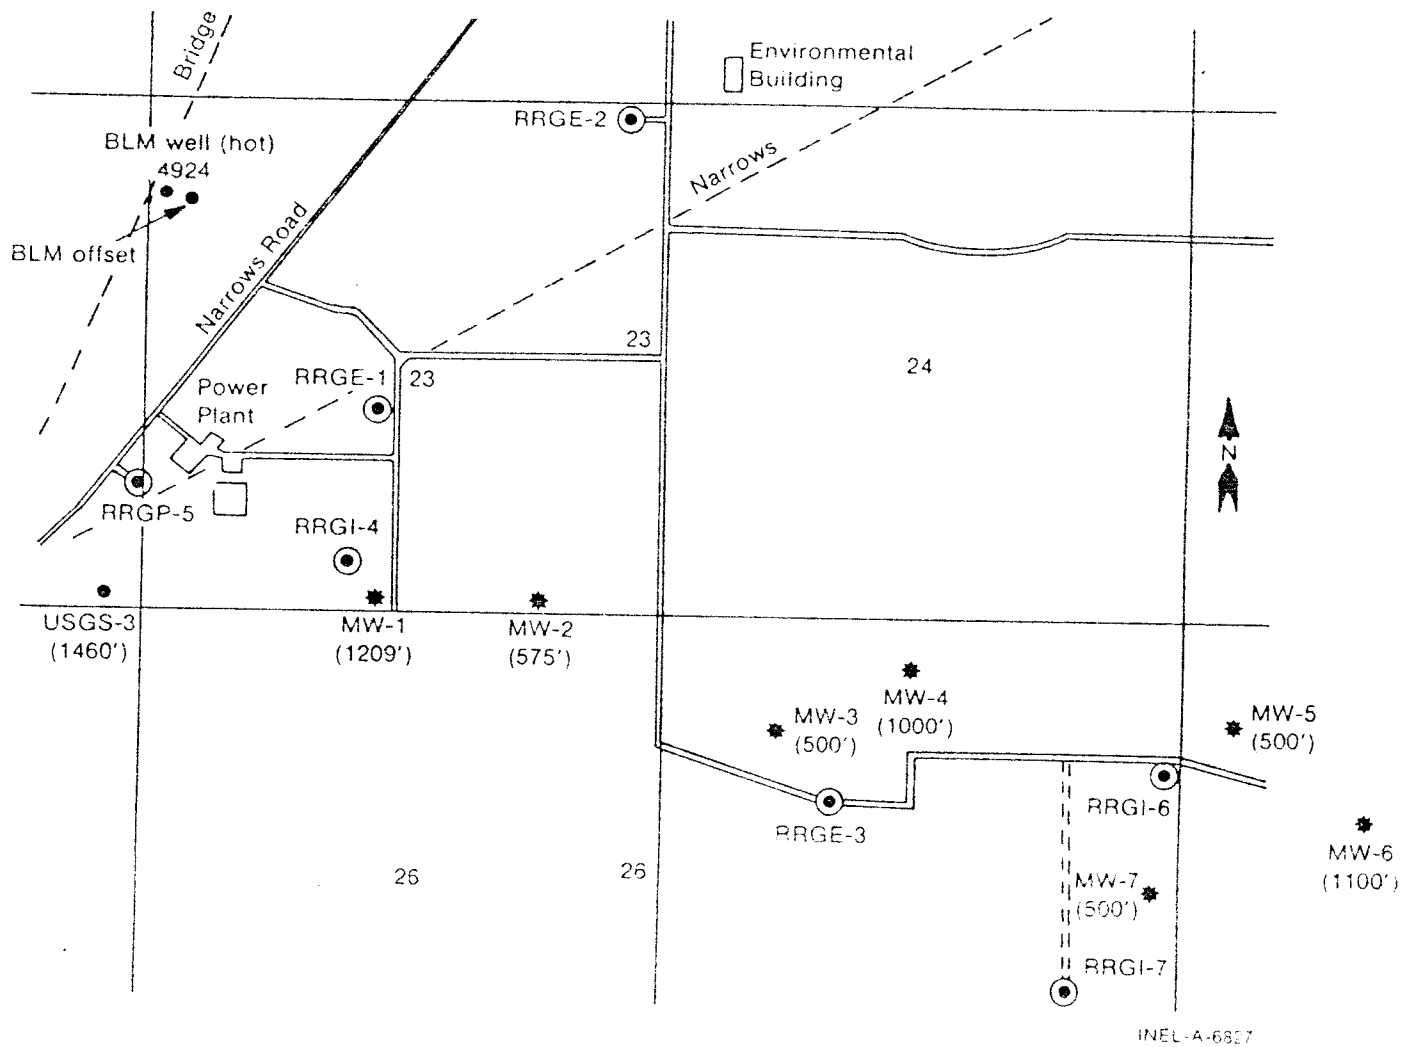 Bridge
Environmental
Building
RRGE-2
BLM well (hot)
4924
Narrows
BLM offset
Narrows Road
23
24
RRGE-1
23
Power
Plant
N
RRGP-5
RRGI-4
USGS-3
(1460')
MW-1
(1209')
MW-2
(575')
MW-4
(1000')
MW-3
(500')
MW-5
(500')
RRGI-6
RRGE-3
MW-6
(1100')
26
26
MW-7
(500')
RRGI-7
INEL-A-6827